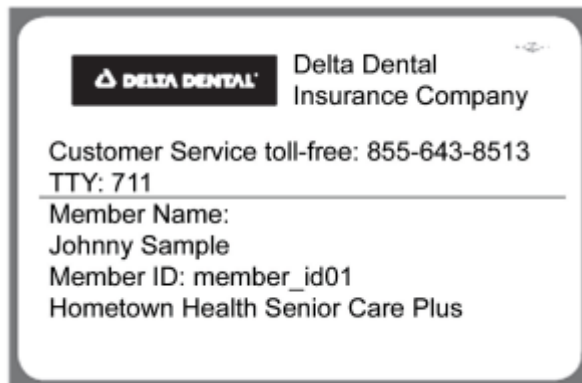 DELTA DENTAL
Delta Dental
Insurance Company
Customer Service toll-free: 855-643-8513
TTY: 711
Member Name:
Johnny Sample
Member ID: member_id01
Hometown Health Senior Care Plus